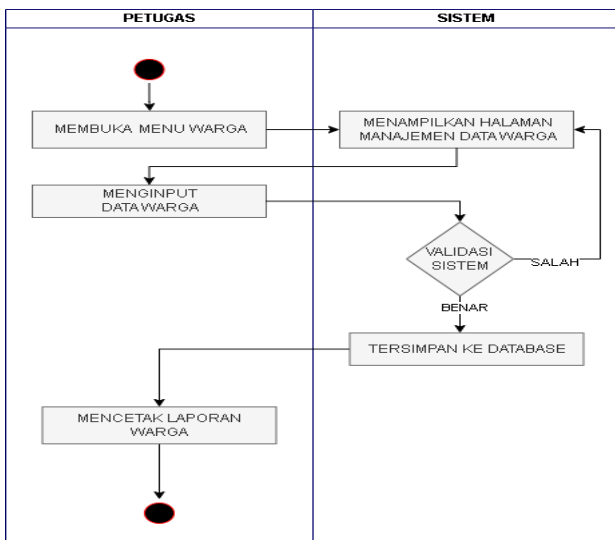 PETUGAS
SISTEM
MEMBUKA MENU WARGA
MENAMPILKAN HALAMAN
MANAJEMEN DATA WARGA
MENGINPUT
DATA WARGA
VALIDASI
SISTEM
SALAH
BENAR
TERSIMPAN KE DATABASE
MENCETAK LAPORAN
WARGA